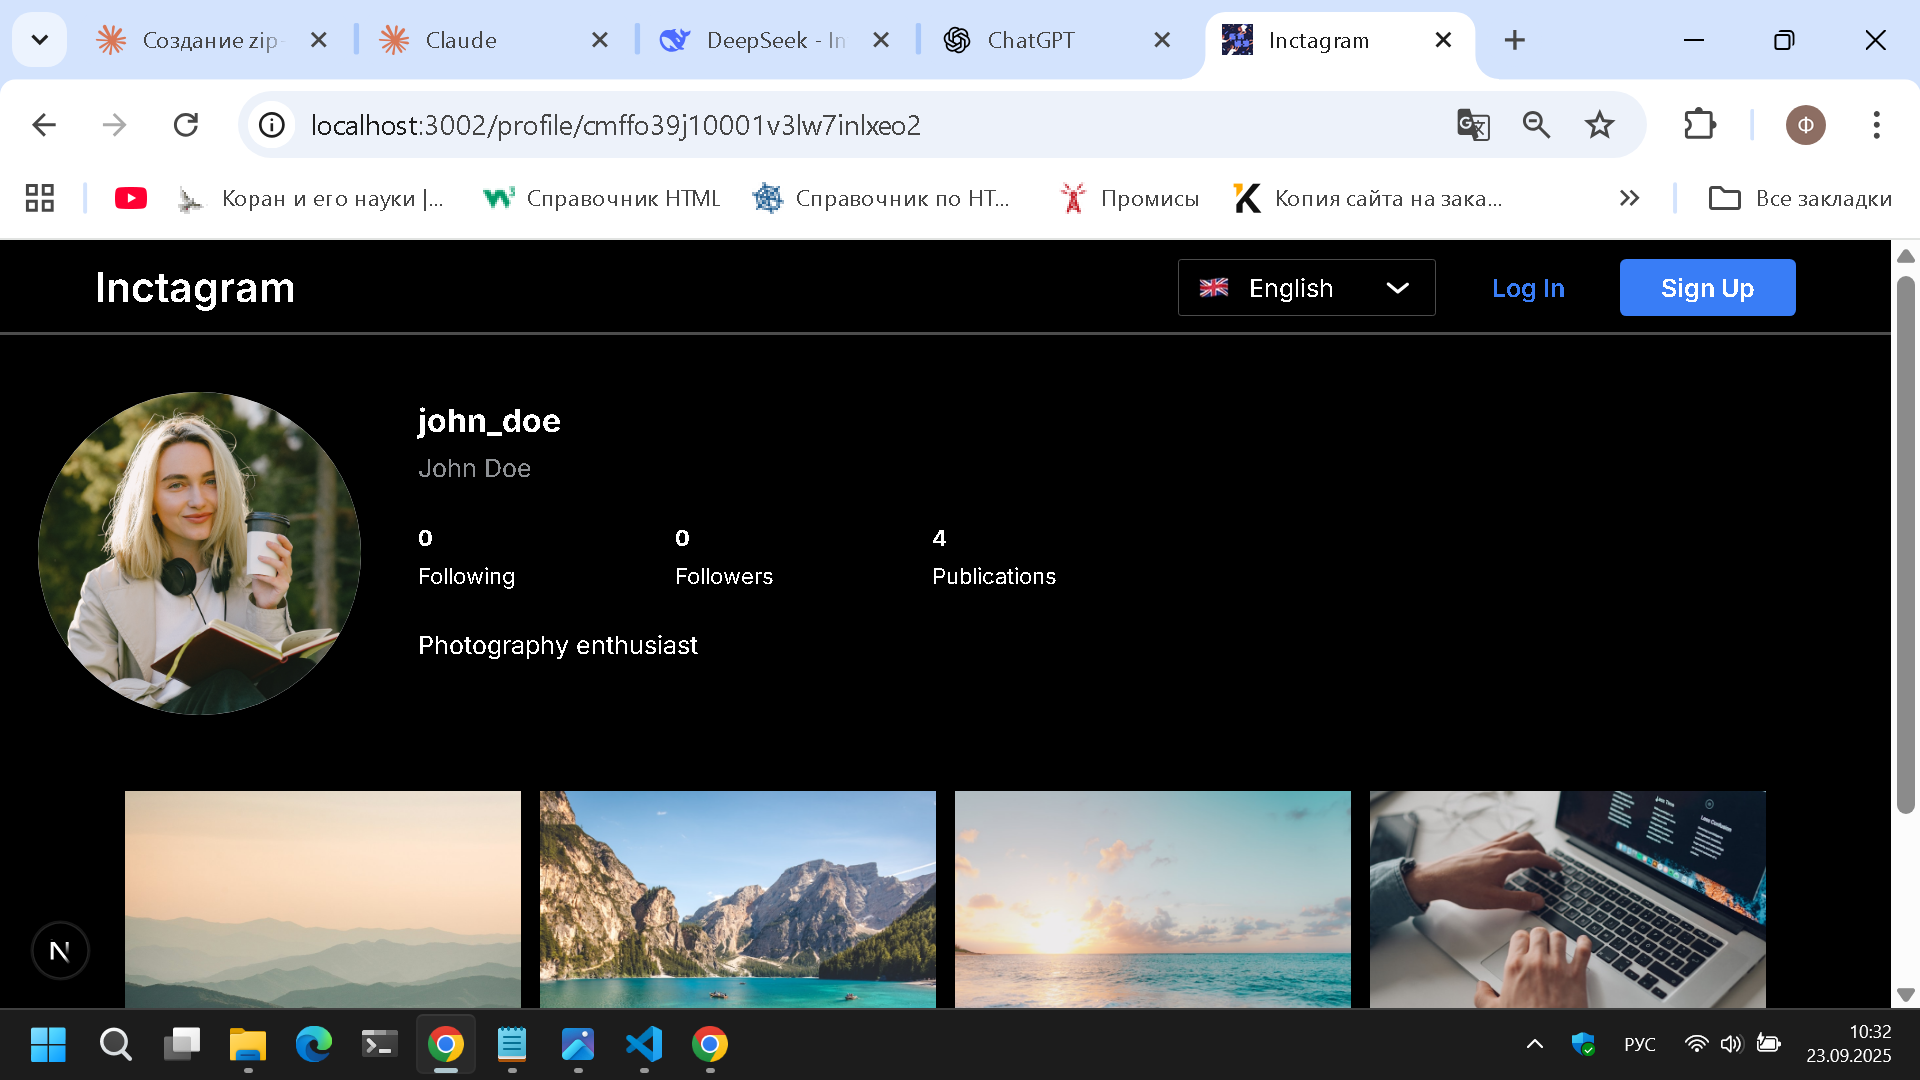 Создание zip-
Claude
DeepSeek - In
ChatGPT
Inctagram
localhost:3002/profile/cmffo39j10001v3lw7inlxeo2
Ф
Коран и его науки |...
Справочник HTML
Справочник по HT...
Промисы
Копия сайта на зака...
Все закладки
Inctagram
English
Log In
Sign Up
john_doe
John Doe
0
0
4
Following
Followers
Publications
Photography enthusiast
N
РУС
10:32
23.09.2025